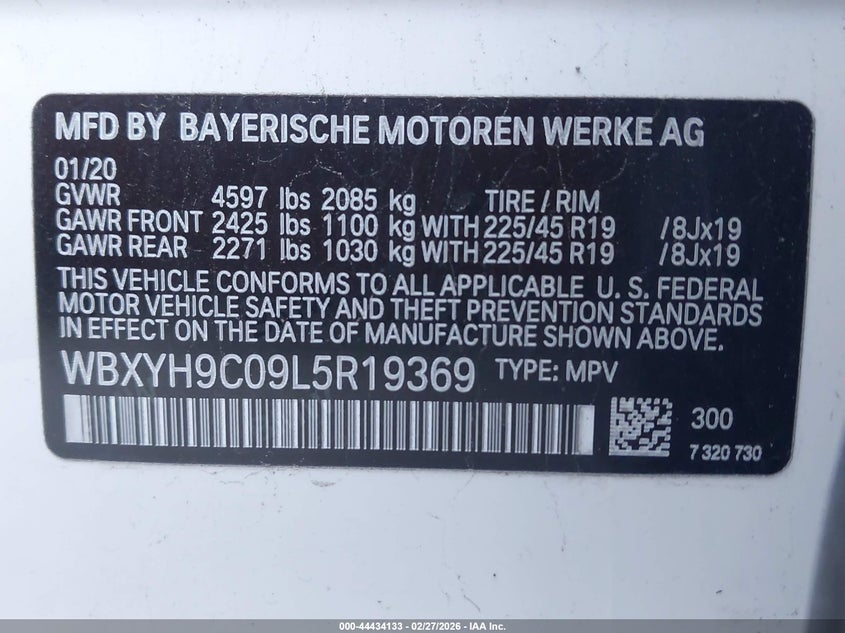 MFD BY BAYERISCHE MOTOREN WERKE AG
01/20
GVWR 4597 lbs 2085 kg TIRE / RIM
GAWR FRONT 2425 lbs 1100 kg WITH 225/45 R19 /8Jx19
GAWR REAR 2271 lbs 1030 kg WITH 225/45 R19 /8Jx19
THIS VEHICLE CONFORMS TO ALL APPLICABLE U. S. FEDERAL
MOTOR VEHICLE SAFETY AND THEFT PREVENTION STANDARDS
IN EFFECT ON THE DATE OF MANUFACTURE SHOWN ABOVE.
WBXYH9C09L5R19369 TYPE: MPV
300
7 320 730
000-44434133 - 02/27/2026 - IAA Inc.